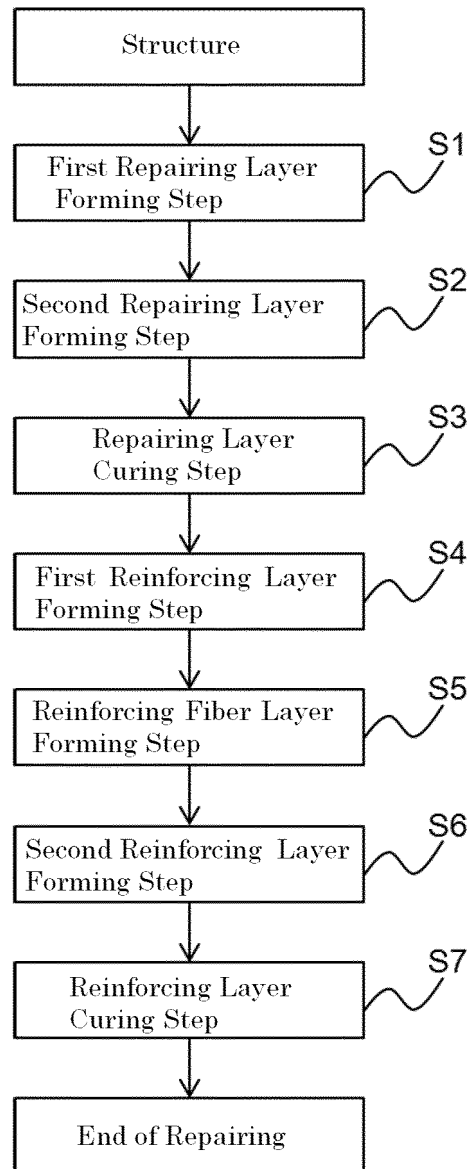 Structure
S1
First Repairing Layer
Forming Step
S2
Second Repairing Layer
Forming Step
S3
Repairing Layer
Curing Step
S4
First Reinforcing Layer
Forming Step
S5
Reinforcing Fiber Layer
Forming Step
S6
Second Reinforcing Layer
Forming Step
S7
Reinforcing Layer
Curing Step
End of Repairing